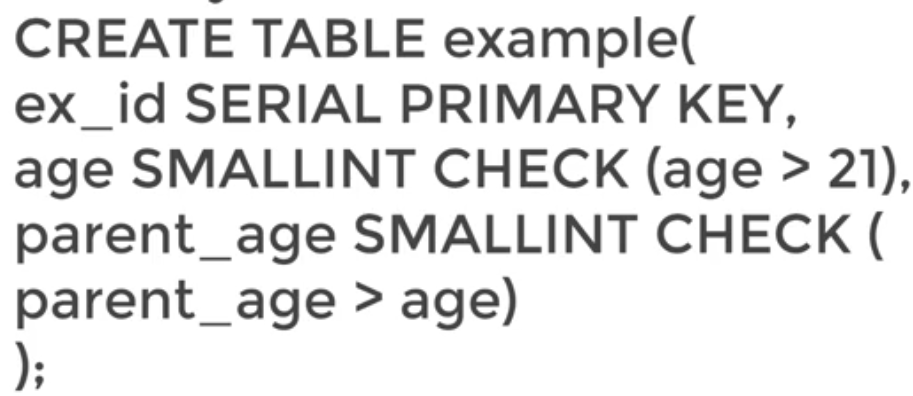 CREATE TABLE example(
ex_id SERIAL PRIMARY KEY,
age SMALLINT CHECK (age > 21),
parent_age SMALLINT CHECK (
parent_age > age)
);